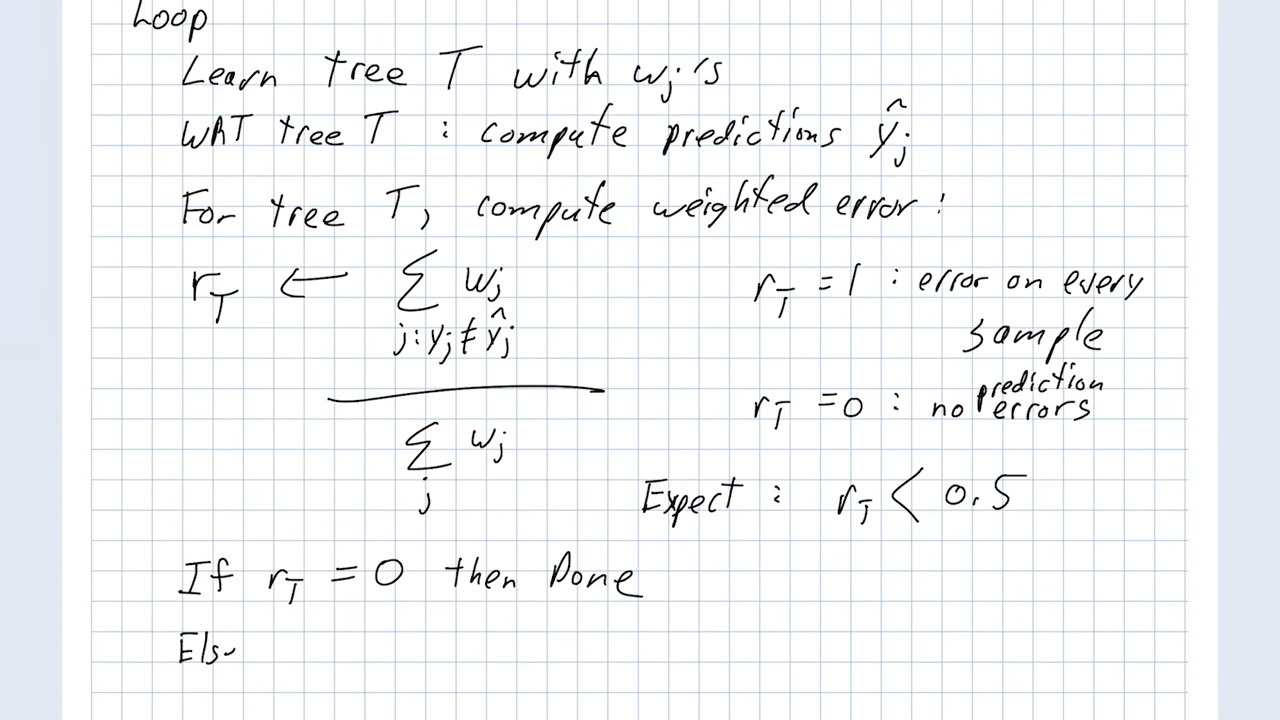 Loop
Learn tree T with wj's
WAT tree T : compute predictions ŷj
For tree T, compute weighted error :
rT ← Σ wj
j : yj ≠ ŷj
Σ wj
j
rT = 1 : error on every
sample
rT = 0 : no prediction
errors
Expect : rT < 0.5
If rT = 0 then Done
Els